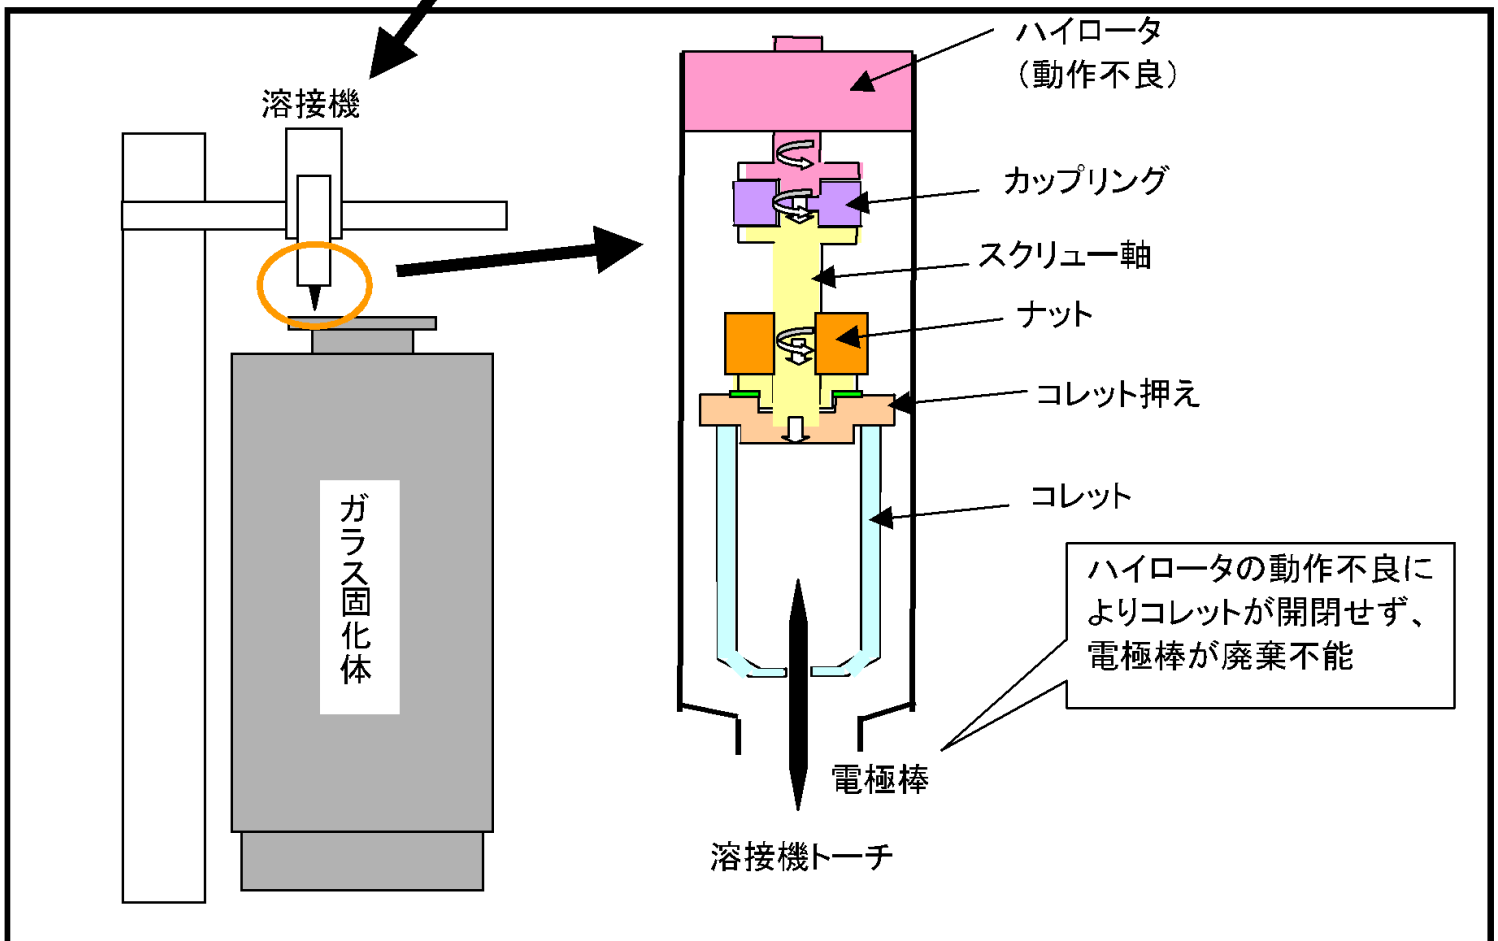 溶接機
ガラス固化体
ハイロータ
（動作不良）
カップリング
スクリュー軸
ナット
コレット押え
コレット
ハイロータの動作不良に
よりコレットが開閉せず、
電極棒が廃棄不能
電極棒
溶接機トーチ